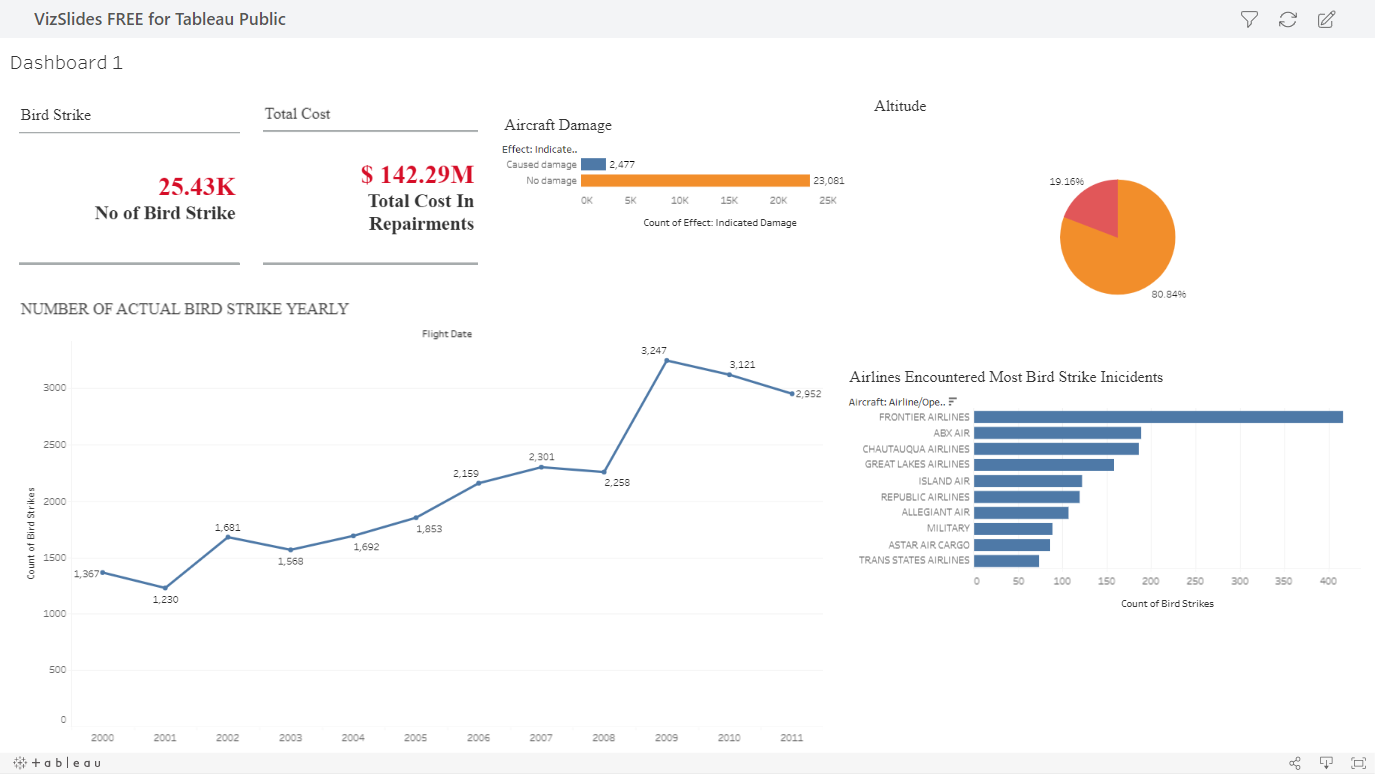 VizSlides FREE for Tableau Public
Dashboard 1
Bird Strike
25.43K
No of Bird Strike
Total Cost
$ 142.29M
Total Cost In
Repairments
Aircraft Damage
Effect: Indicate..
Caused damage 2,477
No damage 23,081
0K 5K 10K 15K 20K 25K
Count of Effect: Indicated Damage
Altitude
19.16%
80.84%
NUMBER OF ACTUAL BIRD STRIKE YEARLY
Flight Date
Count of Bird Strikes
3000
2500
2000
1500
1000
500
0
1,367
1,230
1,681
1,568
1,692
1,853
2,159
2,301
2,258
3,247
3,121
2,952
2000 2001 2002 2003 2004 2005 2006 2007 2008 2009 2010 2011
Airlines Encountered Most Bird Strike Inicidents
Aircraft: Airline/Ope..
FRONTIER AIRLINES
ABX AIR
CHAUTAUQUA AIRLINES
GREAT LAKES AIRLINES
ISLAND AIR
REPUBLIC AIRLINES
ALLEGIANT AIR
MILITARY
ASTAR AIR CARGO
TRANS STATES AIRLINES
0 50 100 150 200 250 300 350 400
Count of Bird Strikes
+ a b l e a u